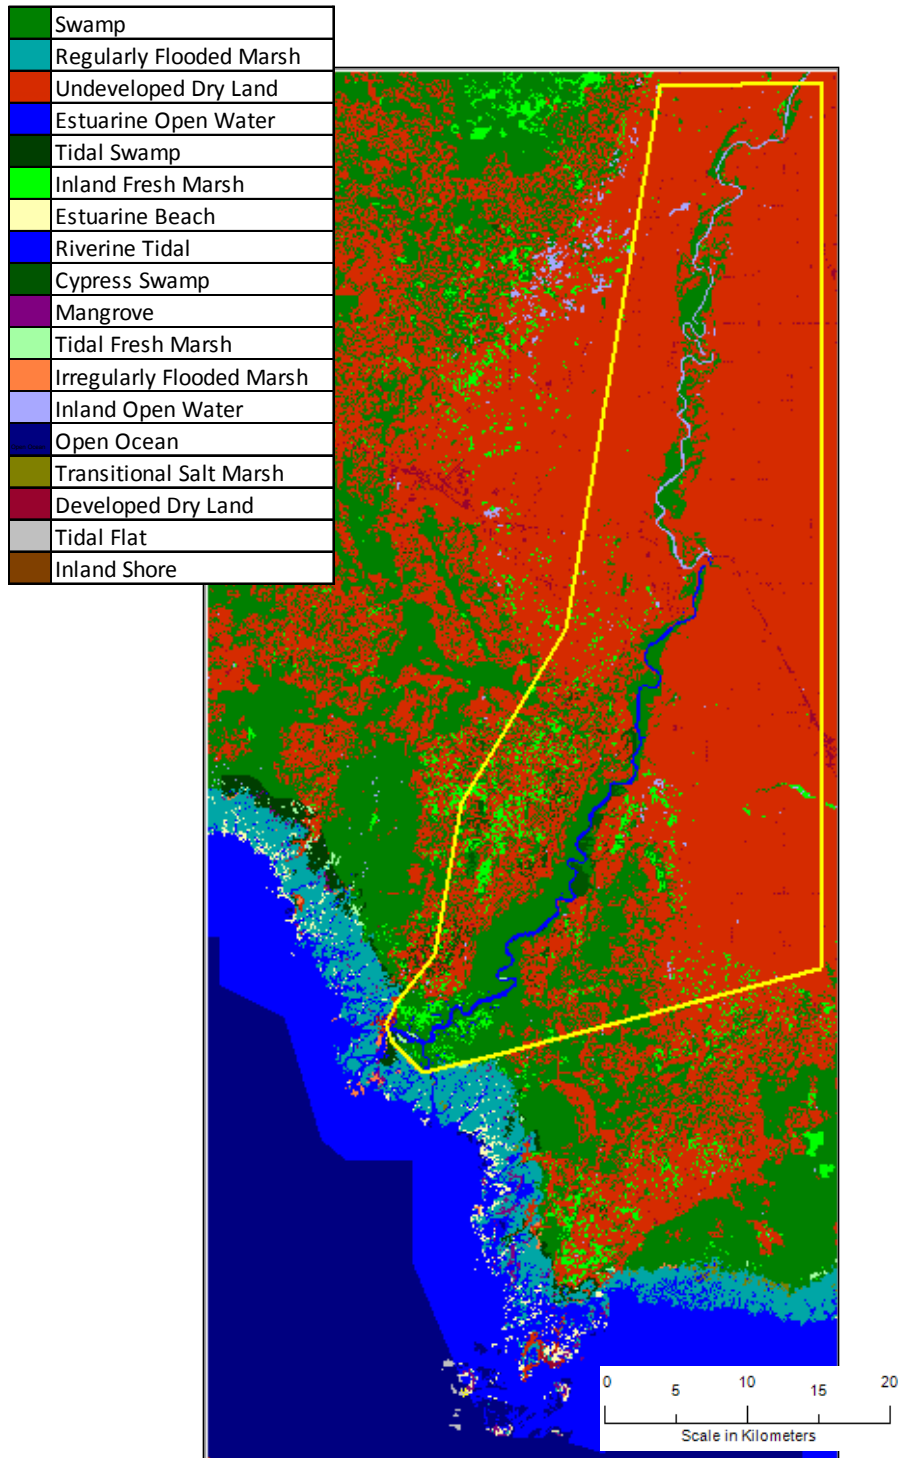 Swamp
Regularly Flooded Marsh
Undeveloped Dry Land
Estuarine Open Water
Tidal Swamp
Inland Fresh Marsh
Estuarine Beach
Riverine Tidal
Cypress Swamp
Mangrove
Tidal Fresh Marsh
Irregularly Flooded Marsh
Inland Open Water
Open Ocean
Transitional Salt Marsh
Developed Dry Land
Tidal Flat
Inland Shore
0 5 10 15 20
Scale in Kilometers